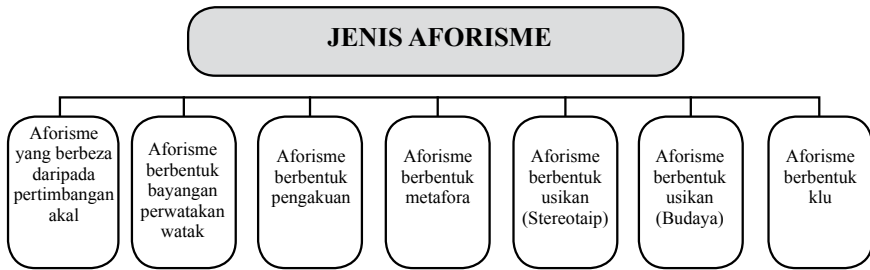 JENIS AFORISME
Aforisme
yang berbeza
daripada
pertimbangan
akal
Aforisme
berbentuk
bayangan
perwatakan
watak
Aforisme
berbentuk
pengakuan
Aforisme
berbentuk
metafora
Aforisme
berbentuk
usikan
(Stereotaip)
Aforisme
berbentuk
usikan
(Budaya)
Aforisme
berbentuk
klu